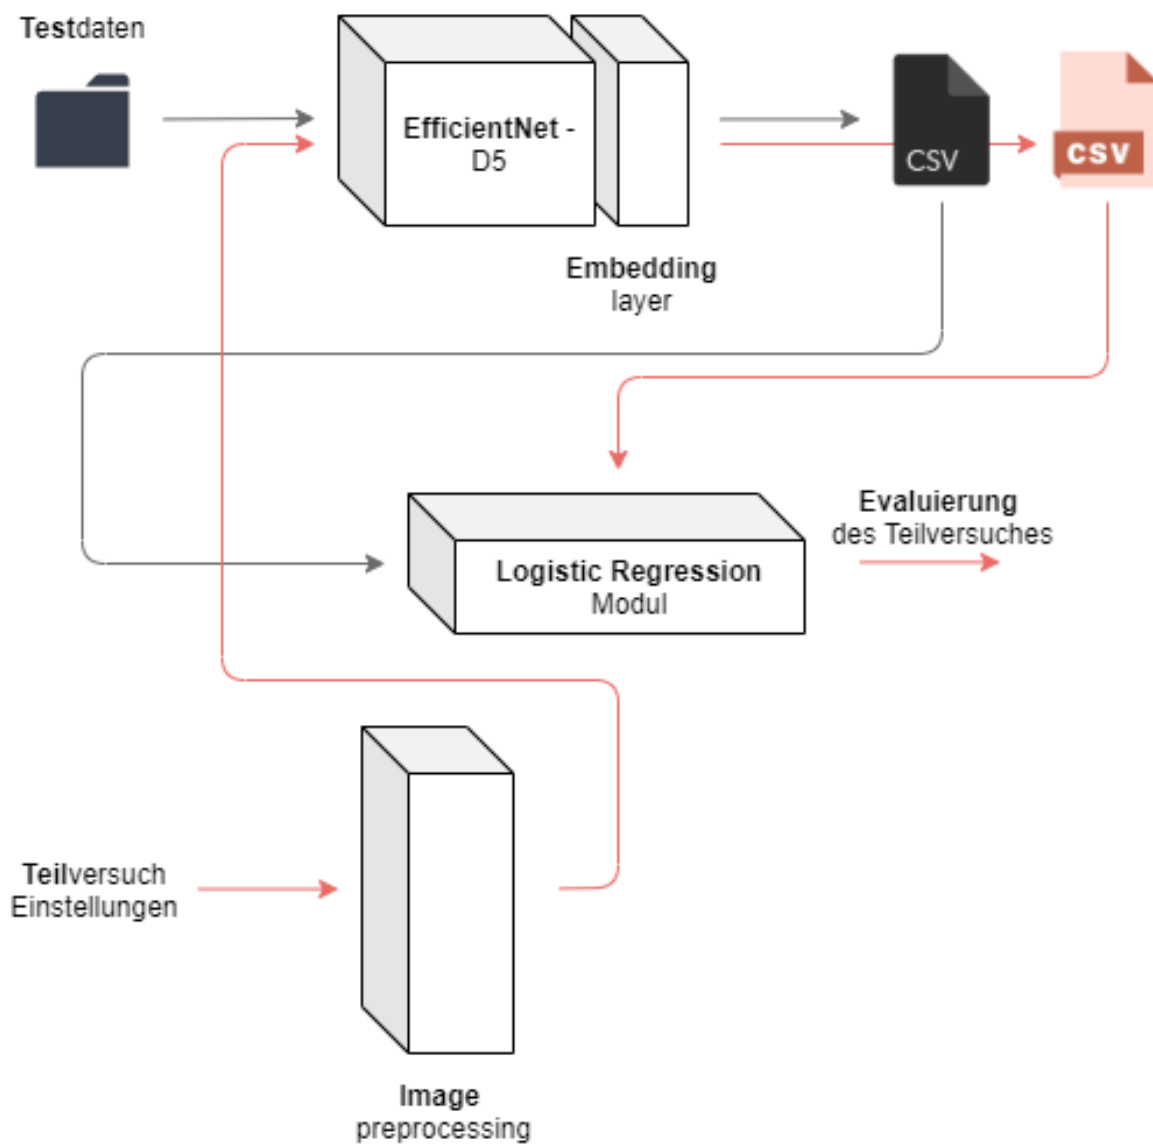 Testdaten
EfficientNet -
D5
CSV
CSV
Embedding
layer
Evaluierung
des Teilversuches
Logistic Regression
Modul
Teilversuch
Einstellungen
Image
preprocessing